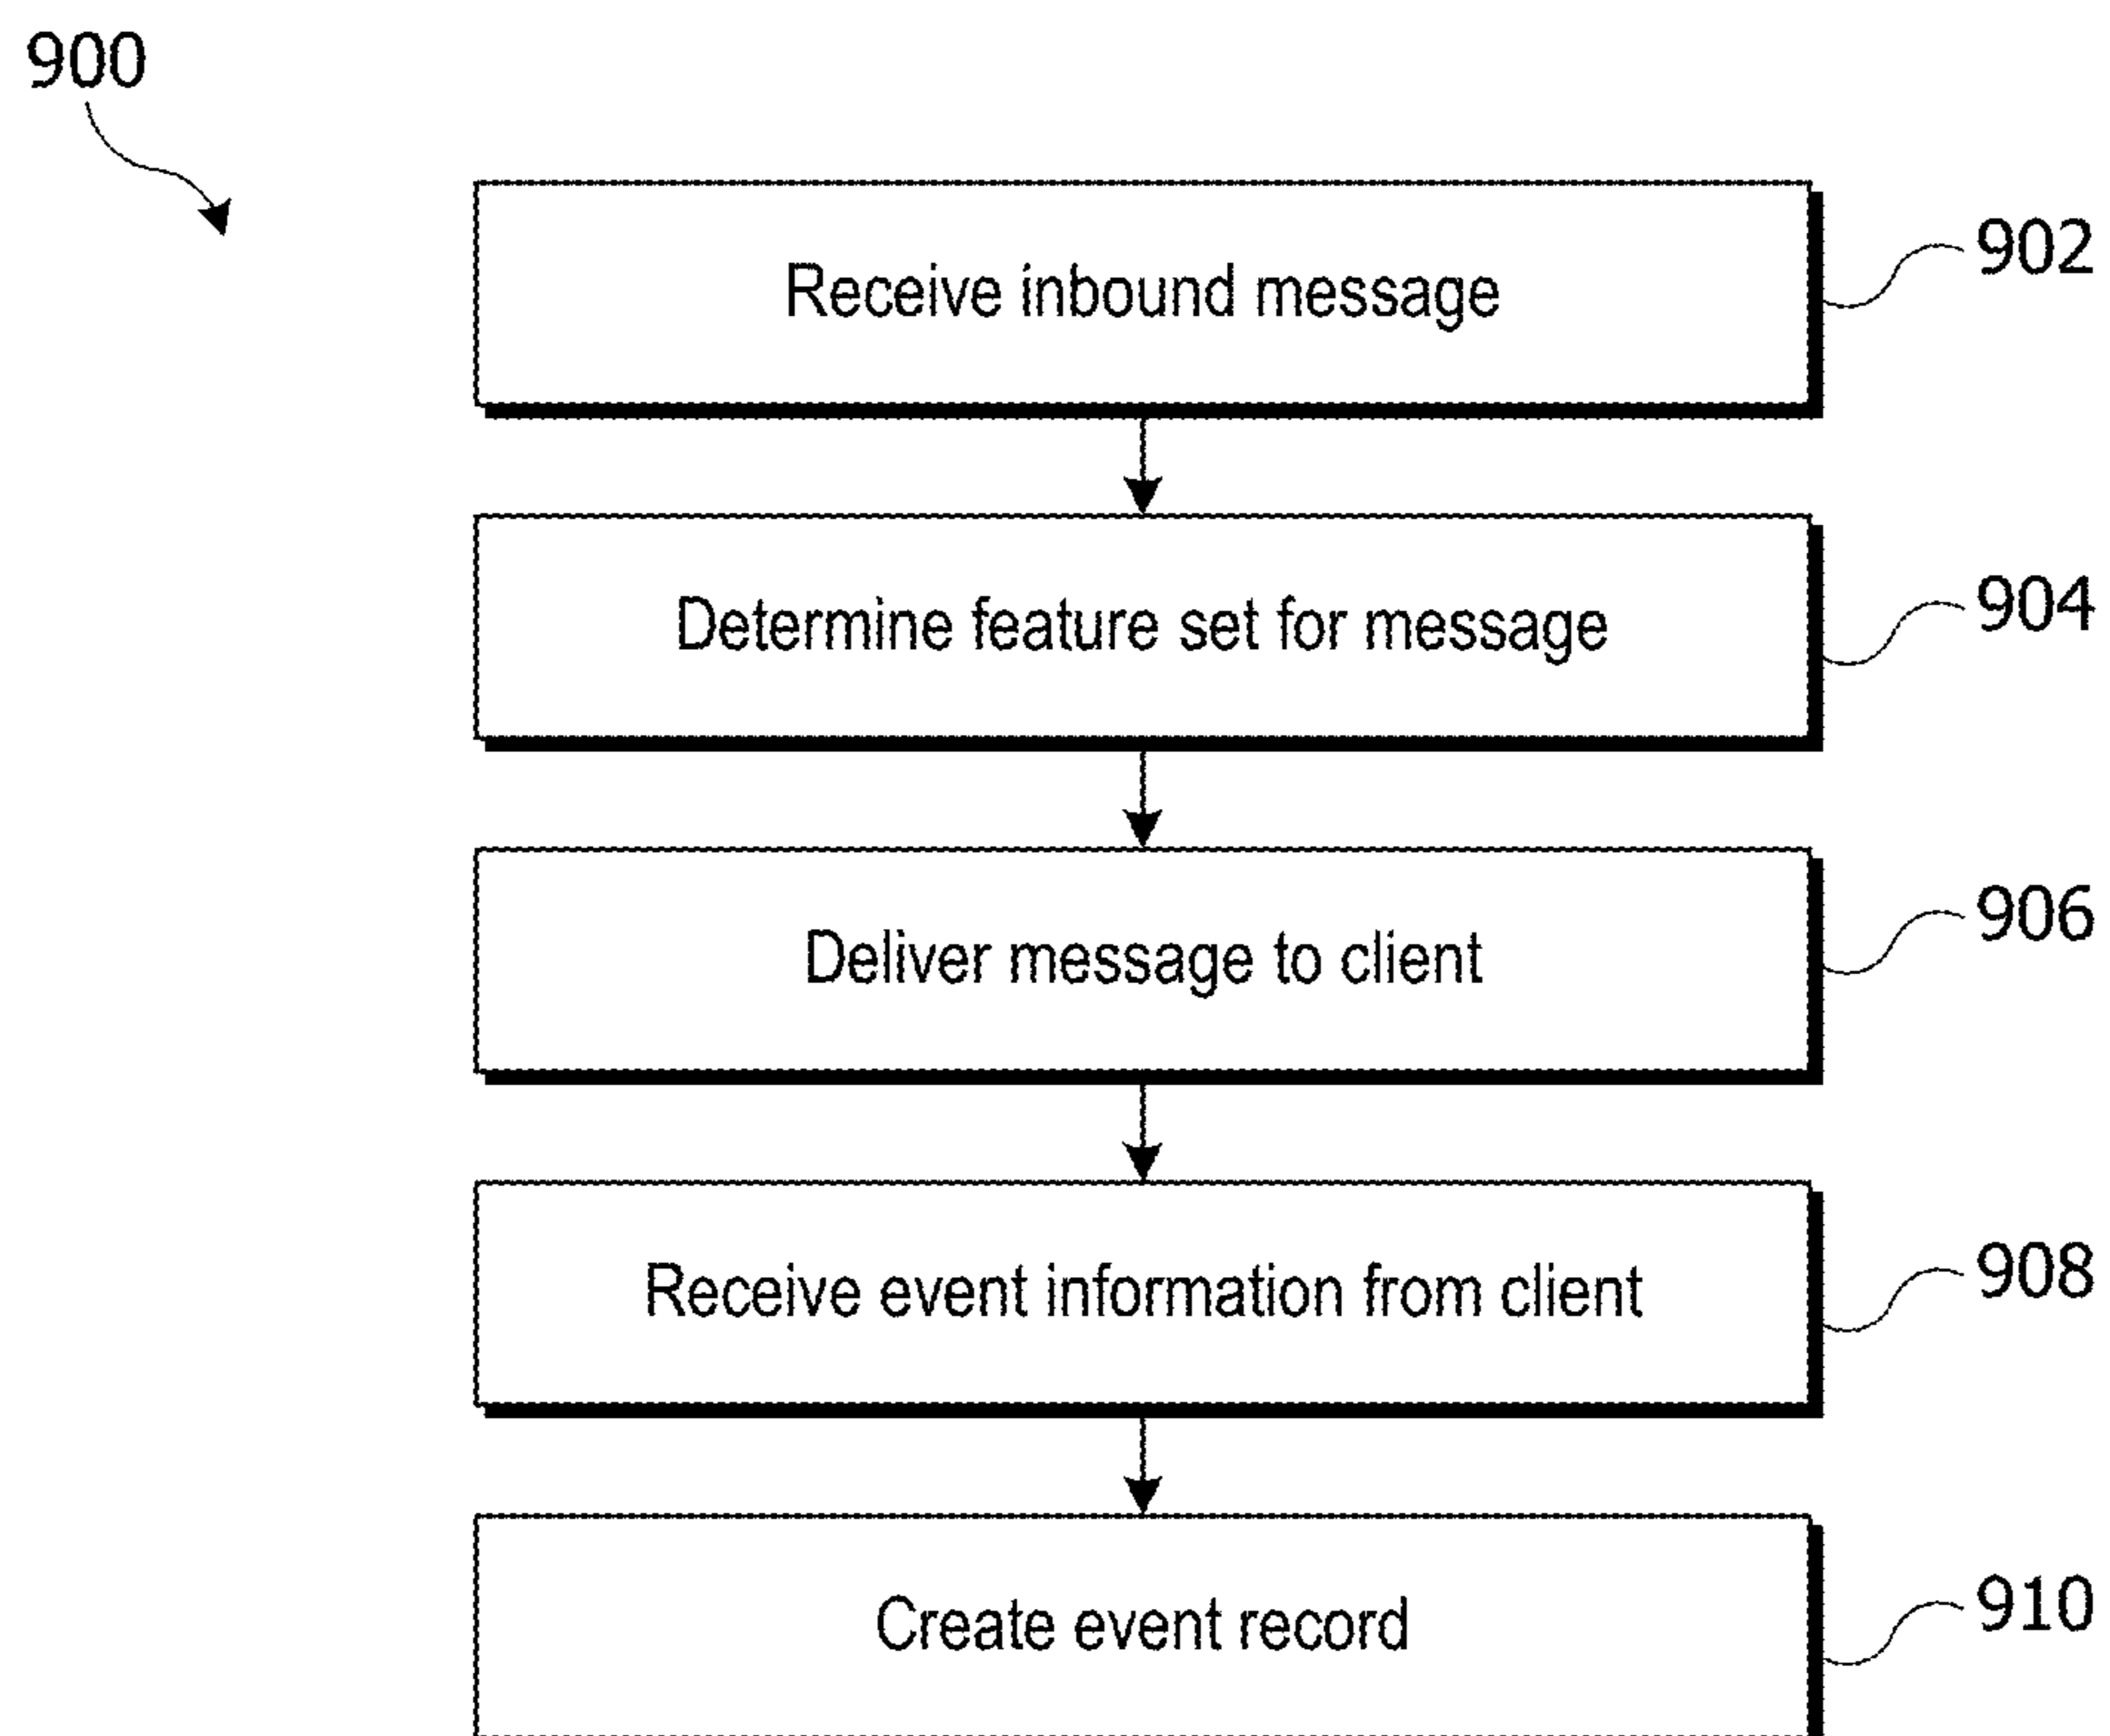 900
Receive inbound message
902
Determine feature set for message
904
Deliver message to client
906
Receive event information from client
908
Create event record
910